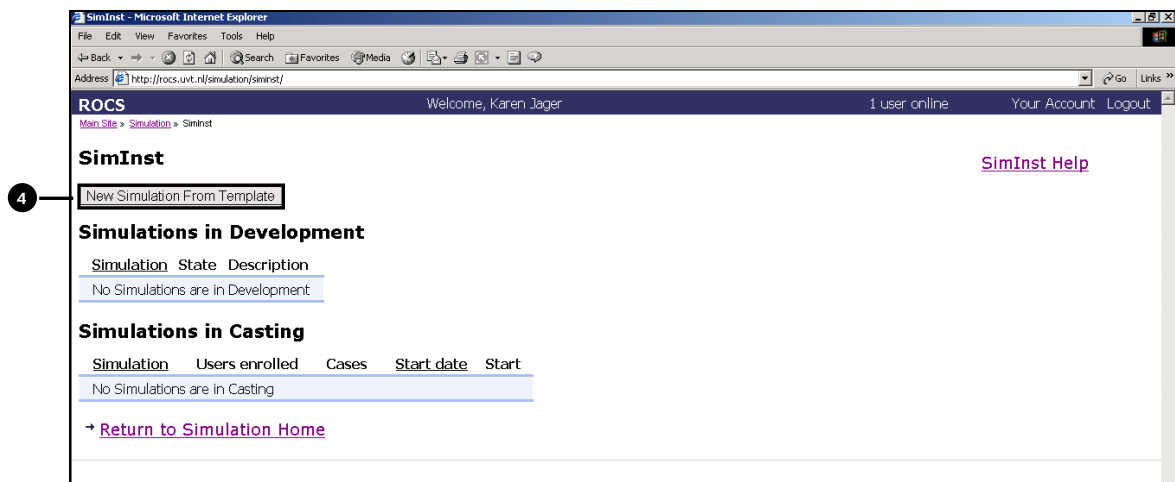 SimInst - Microsoft Internet Explorer
File Edit View Favorites Tools Help
Back Search Favorites Media
Address http://rocs.uvt.nl/simulation/siminst/ Go Links »
ROCS Welcome, Karen Jager 1 user online Your Account Logout
Main Site » Simulation » SimInst
SimInst
SimInst Help
4 New Simulation From Template
Simulations in Development
Simulation State Description
No Simulations are in Development
Simulations in Casting
Simulation Users enrolled Cases Start date Start
No Simulations are in Casting
→ Return to Simulation Home